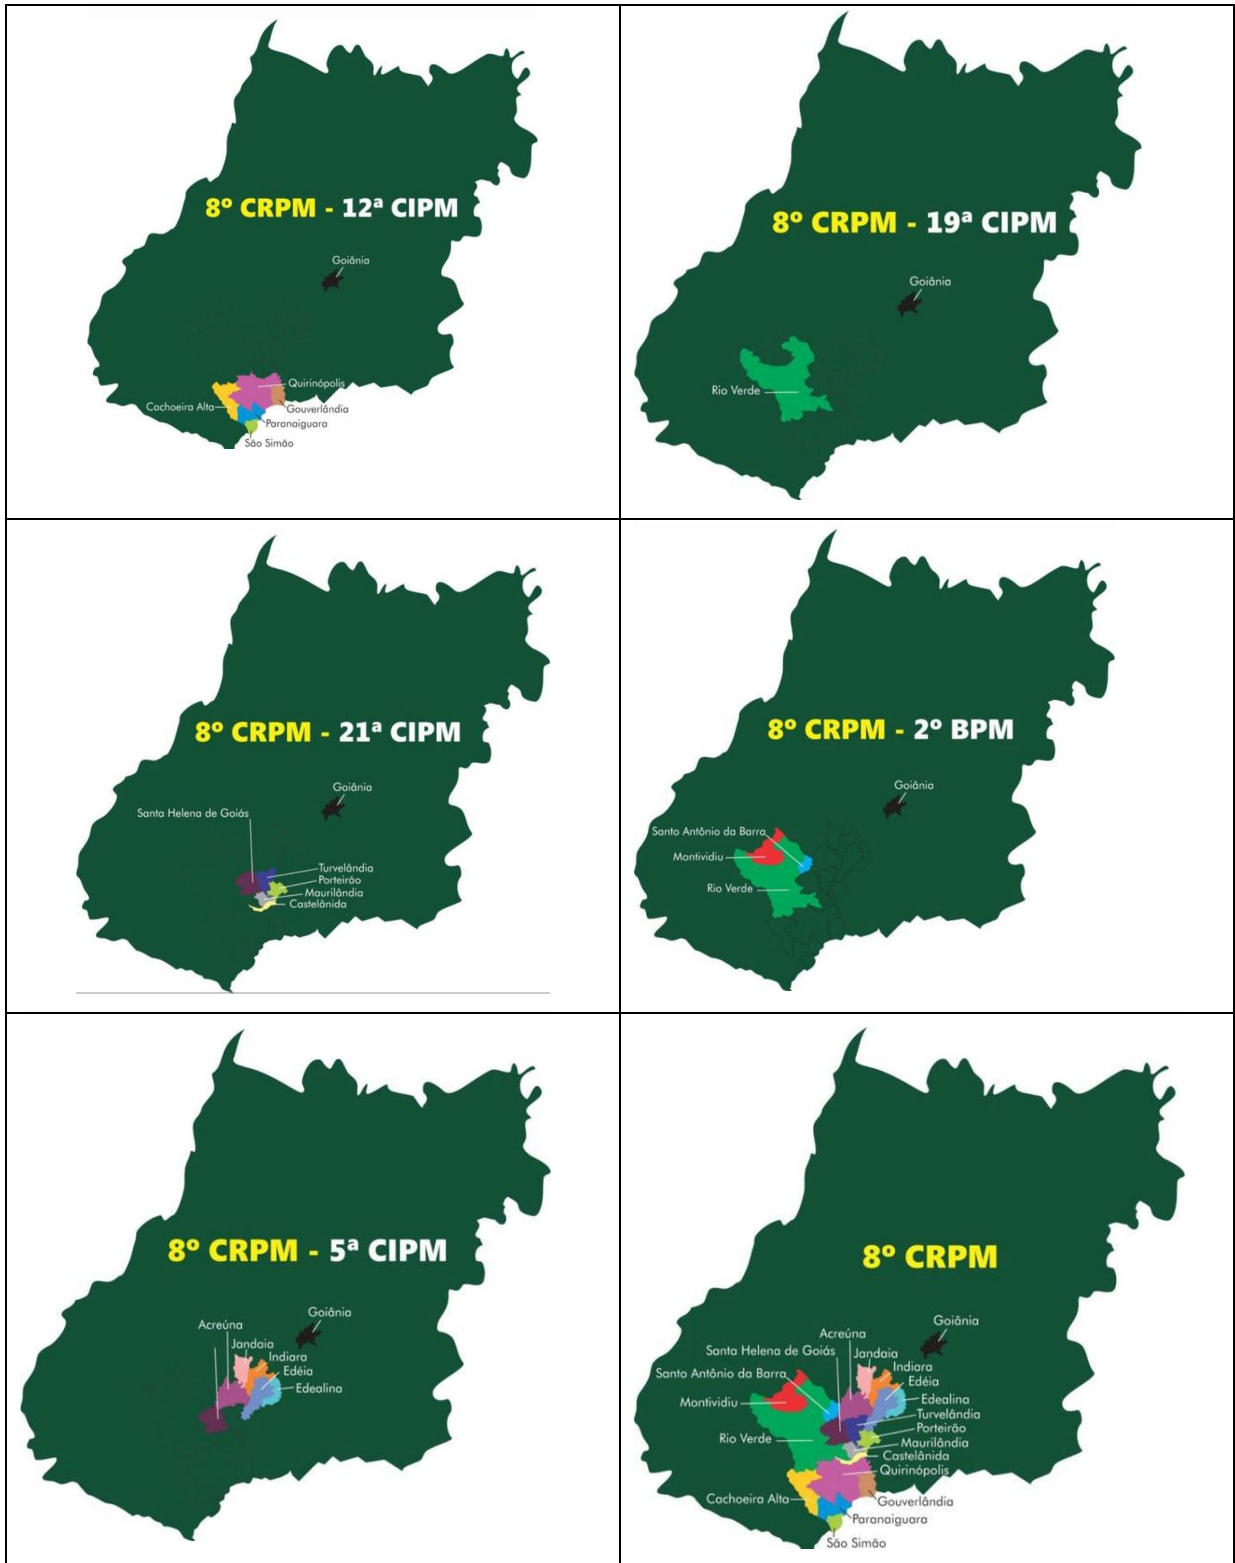 8º CRPM - 12ª CIPM
Goiânia
Quirinópolis
Cachoeira Alta
Gouverlândia
Paranaiguara
São Simão
8º CRPM - 19ª CIPM
Goiânia
Rio Verde
8º CRPM - 21ª CIPM
Goiânia
Santa Helena de Goiás
Turvelândia
Porteirão
Maurilândia
Castelânida
8º CRPM - 2º BPM
Goiânia
Santo Antônio da Barra
Montividiu
Rio Verde
8º CRPM - 5ª CIPM
Goiânia
Acreúna
Jandaia
Indiara
Edéia
Edealina
8º CRPM
Goiânia
Acreúna
Santa Helena de Goiás
Jandaia
Indiara
Santo Antônio da Barra
Edéia
Edealina
Montividiu
Turvelândia
Porteirão
Rio Verde
Maurilândia
Castelânida
Quirinópolis
Cachoeira Alta
Gouverlândia
Paranaiguara
São Simão